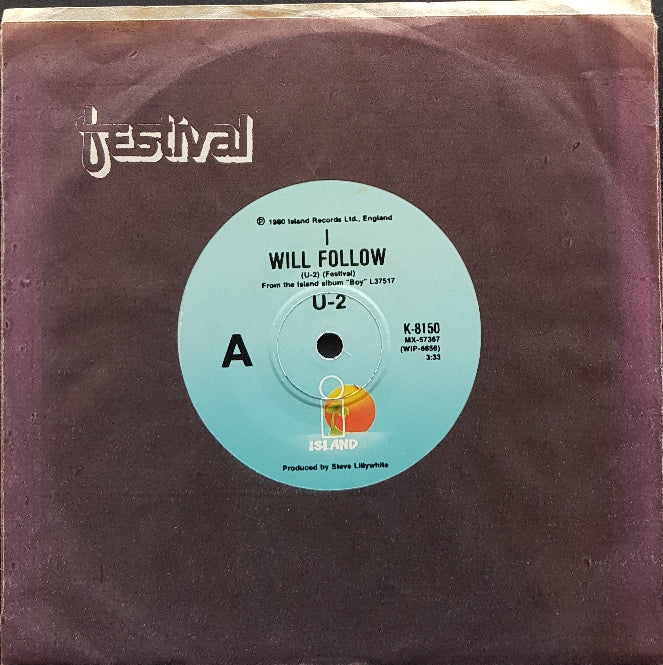 festival
℗ 1980 Island Records Ltd., England
I
WILL FOLLOW
(U-2) (Festival)
From the Island album "Boy" L37517
U-2
A
K-8150
MX-57367
(WIP-6656)
3:33
i
ISLAND
Produced by Steve Lillywhite